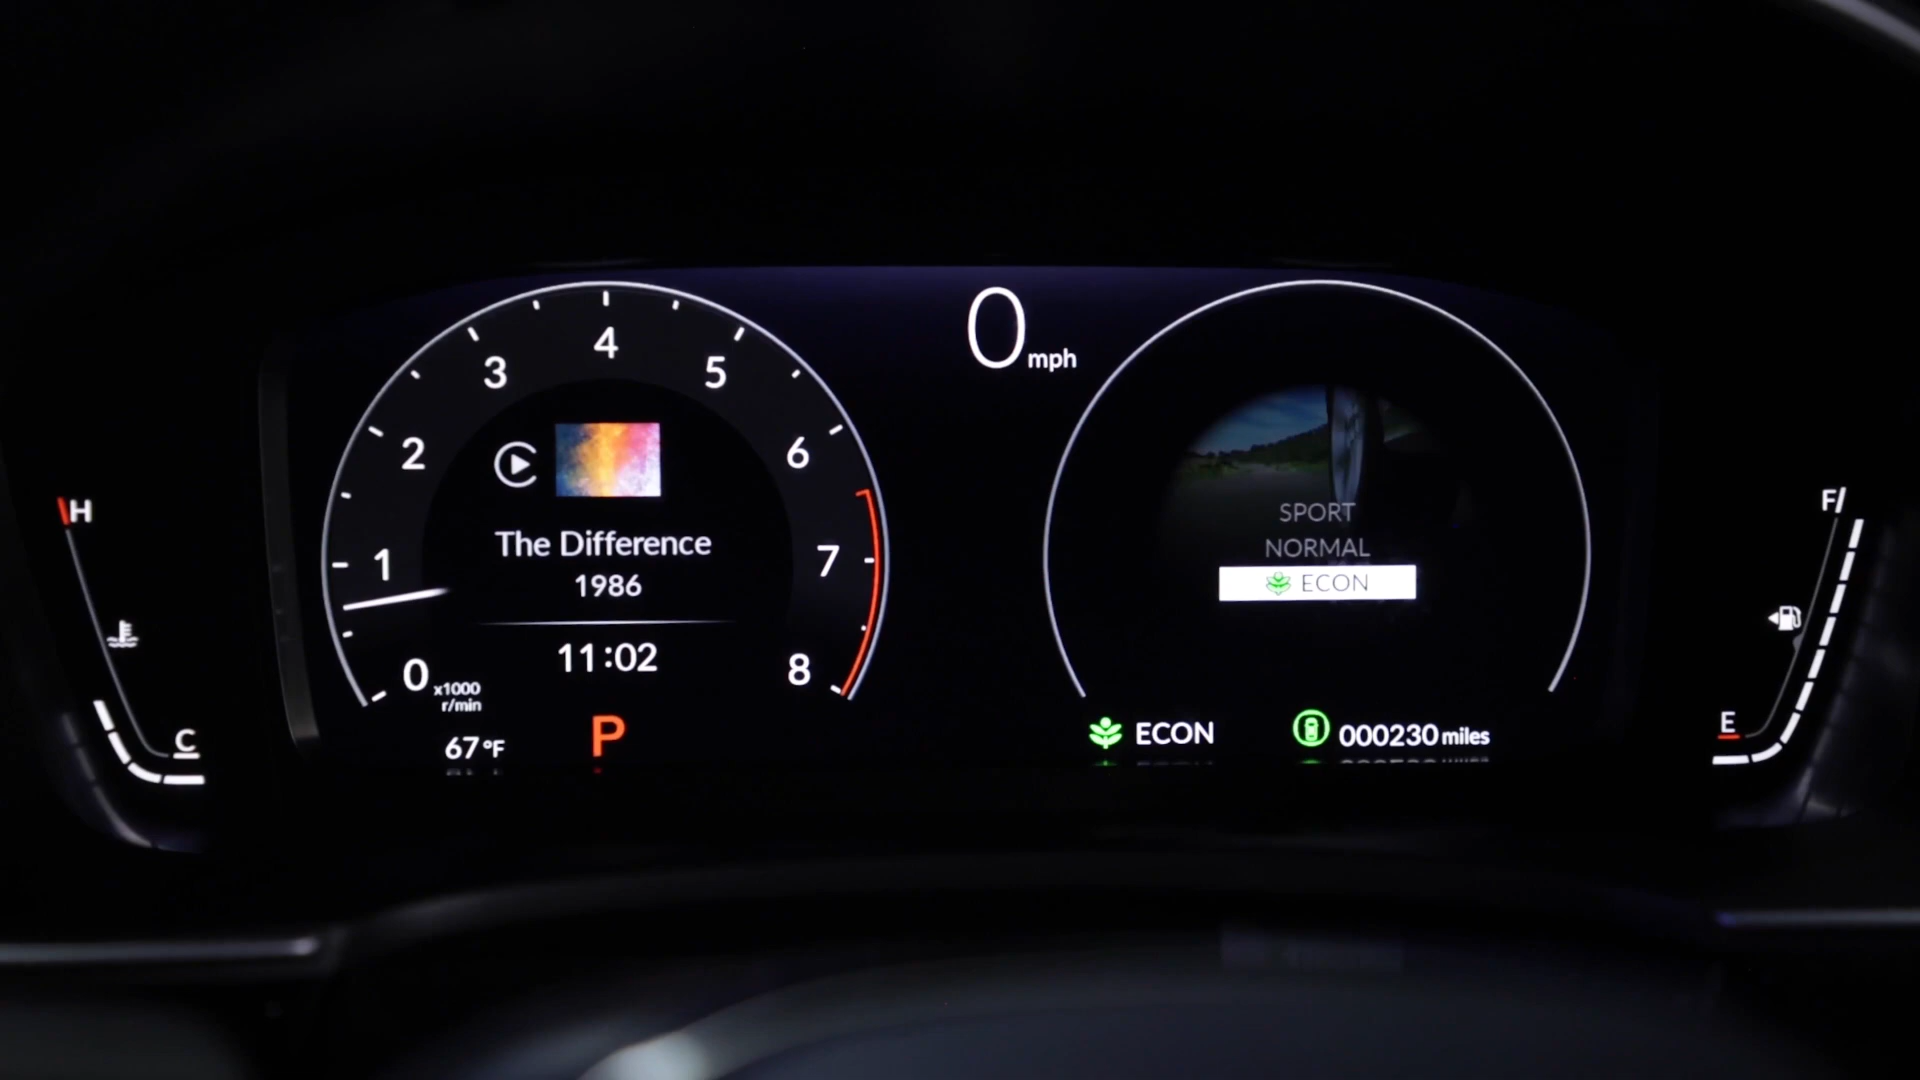 0 mph
4
3
5
2
6
H
F
The Difference
SPORT
1
7
NORMAL
1986
ECON
11:02
0
x1000
r/min
8
C
E
67°F
P
ECON
000230 miles